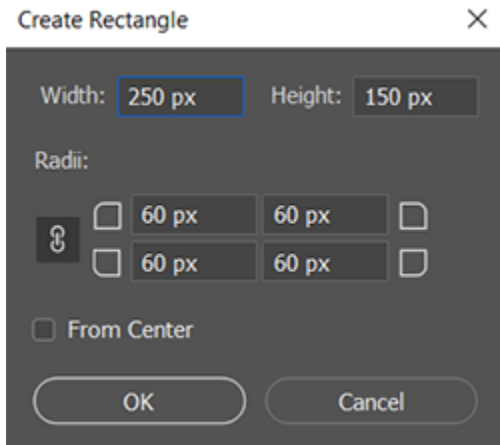 Create Rectangle
Width: 250 px Height: 150 px
Radii:
60 px 60 px
60 px 60 px
From Center
OK Cancel